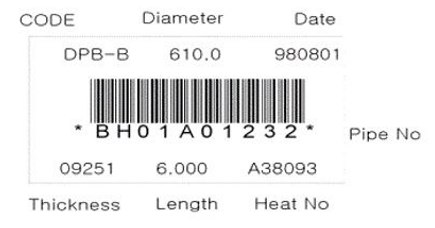 CODE Diameter Date
DPB-B 610.0 980801
*BH01A01232*
Pipe No
09251 6.000 A38093
Thickness Length Heat No